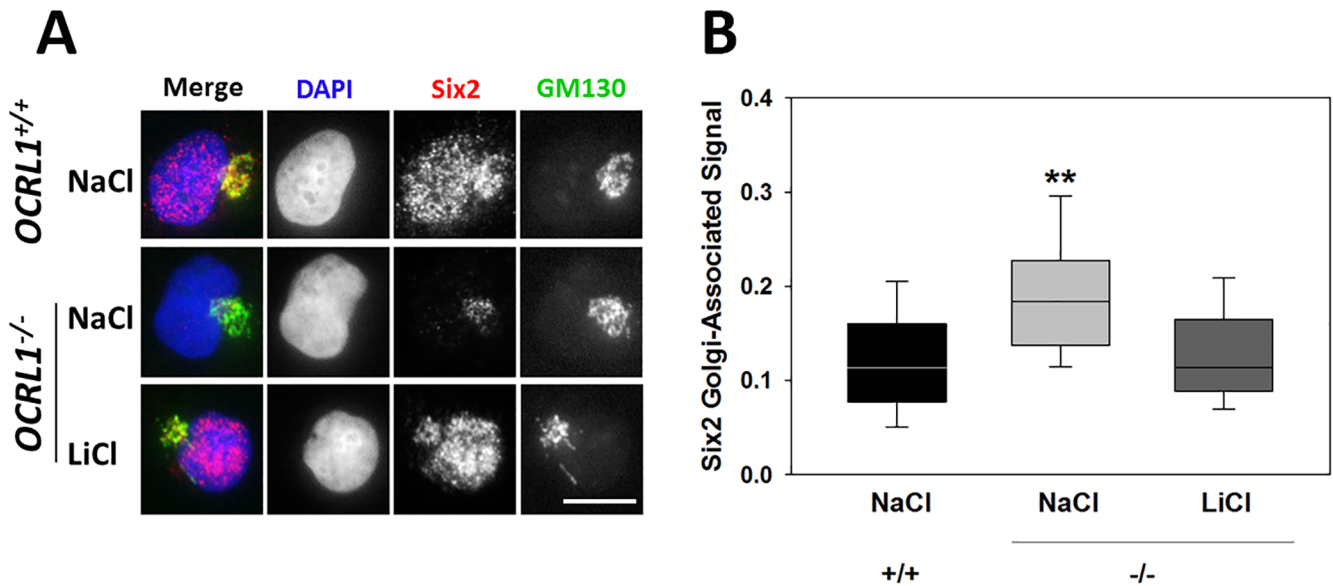 A
Merge DAPI Six2 GM130
OCRL1+/+
NaCl
OCRL1-/-
NaCl
LiCl
B
Six2 Golgi-Associated Signal
0.4
0.3
0.2
0.1
0.0
**
NaCl NaCl LiCl
+/+ -/-